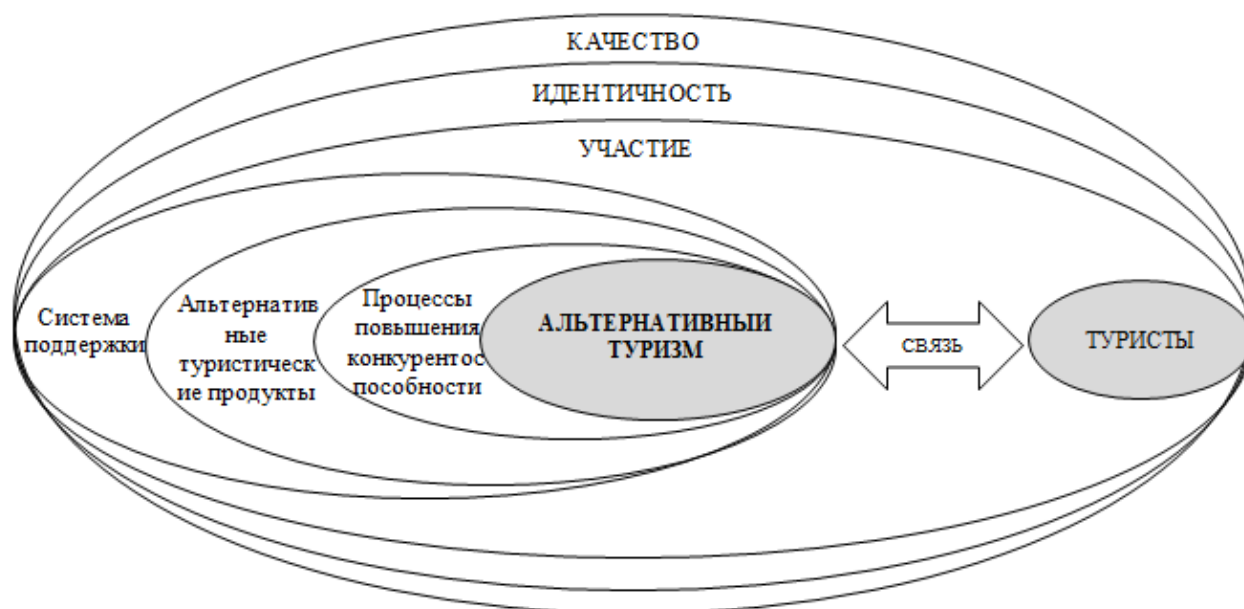 КАЧЕСТВО
ИДЕНТИЧНОСТЬ
УЧАСТИЕ
Система
поддержки
Альтернатив
ные
туристическ
ие продукты
Процессы
повышения
конкурентос
пособности
АЛЬТЕРНАТИВНЫЙ
ТУРИЗМ
СВЯЗЬ
ТУРИСТЫ